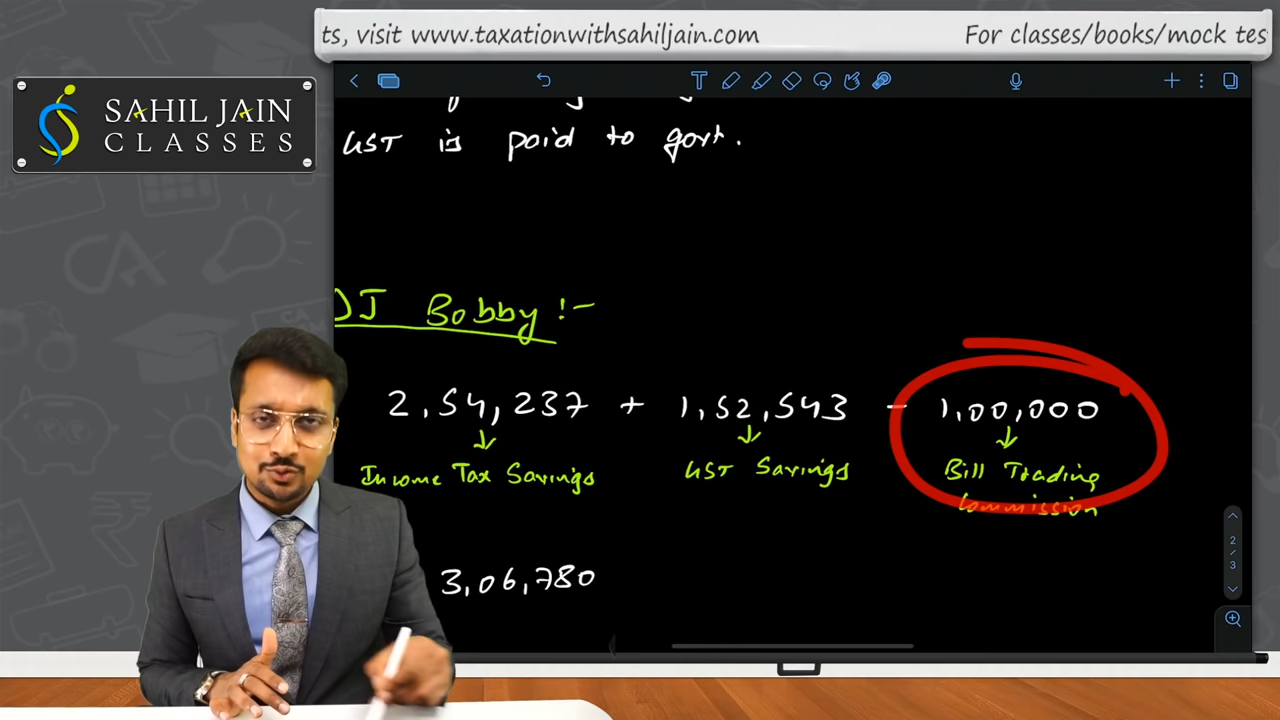 ts, visit www.taxationwithsahiljain.com For classes/books/mock tes
SAHIL JAIN
CLASSES
GST is paid to govt.
DJ Bobby :-
2,54,237 + 1,52,543 - 1,00,000
Income Tax Savings GST Savings Bill Trading
Commission
3,06,780
2
/
3